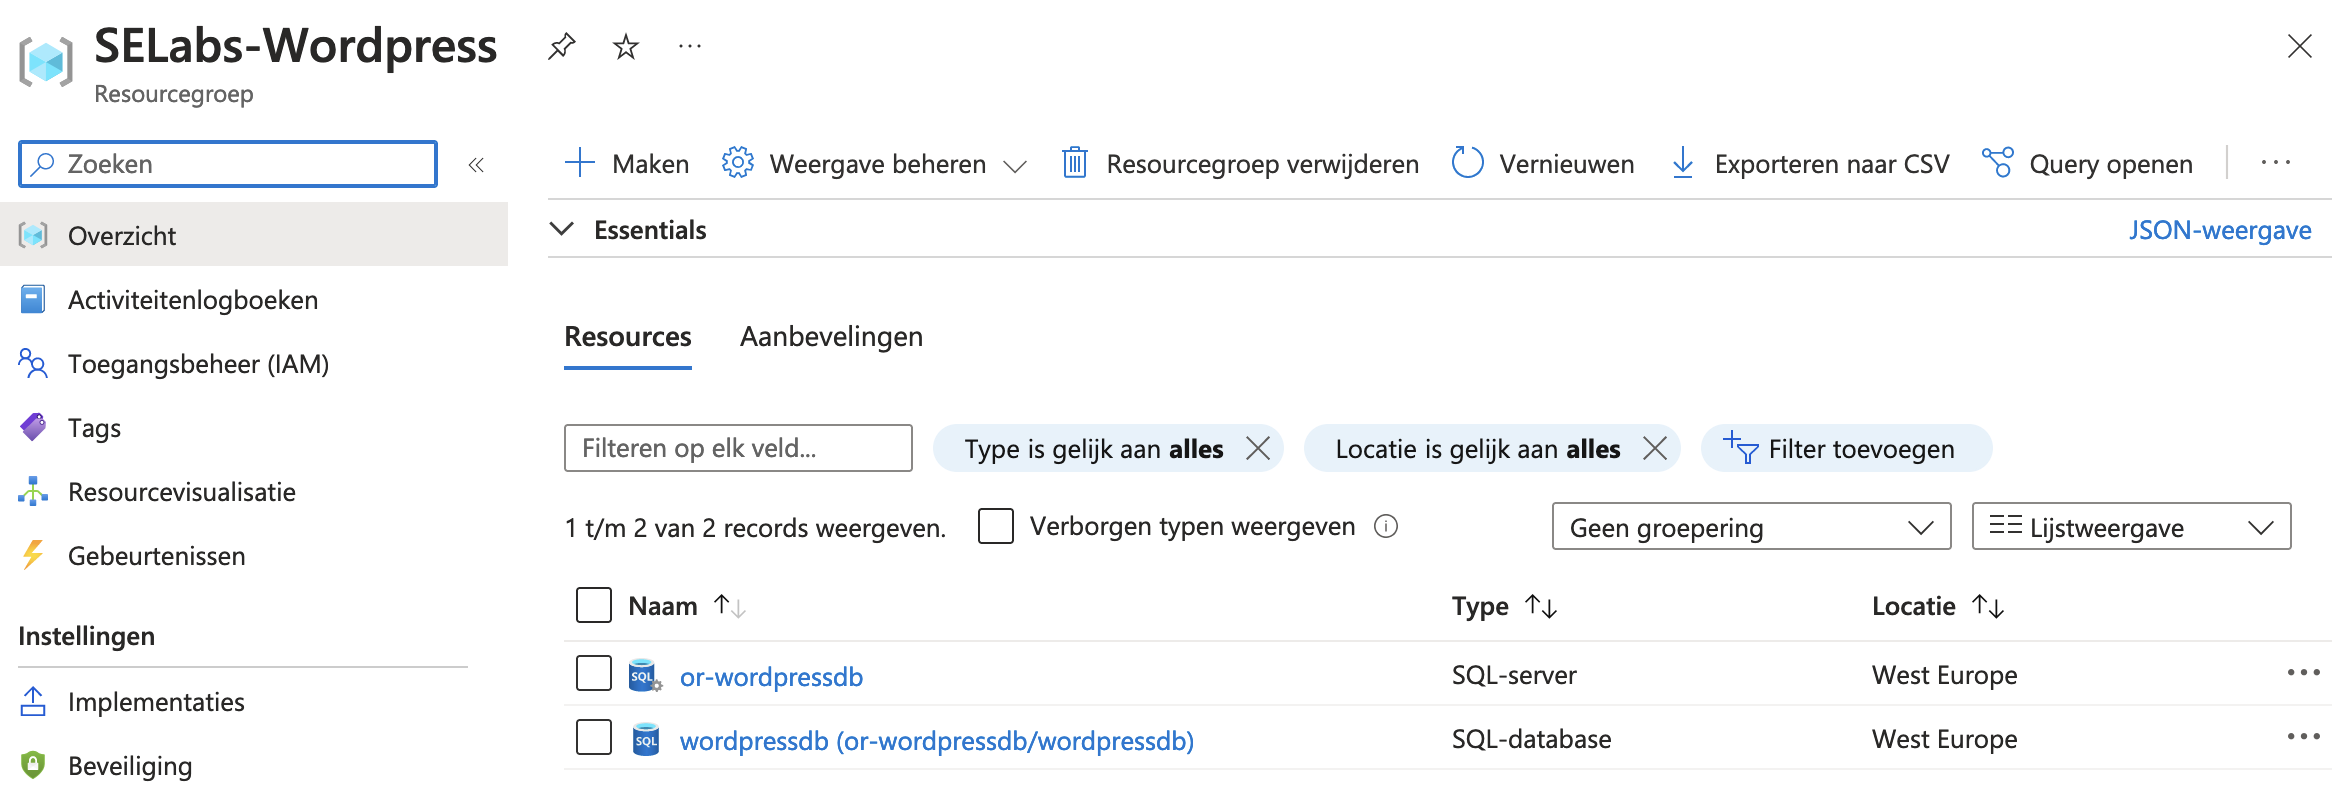 SELabs-Wordpress
Resourcegroep
Zoeken
Maken
Weergave beheren
Resourcegroep verwijderen
Vernieuwen
Exporteren naar CSV
Query openen
Overzicht
Activiteitenlogboeken
Toegangsbeheer (IAM)
Tags
Resourcevisualisatie
Gebeurtenissen
Instellingen
Implementaties
Beveiliging
Essentials
JSON-weergave
Resources
Aanbevelingen
Filteren op elk veld...
Type is gelijk aan alles
Locatie is gelijk aan alles
Filter toevoegen
1 t/m 2 van 2 records weergeven.
Verborgen typen weergeven
Geen groepering
Lijstweergave
Naam
Type
Locatie
SQL
or-wordpressdb
SQL-server
West Europe
SQL
wordpressdb (or-wordpressdb/wordpressdb)
SQL-database
West Europe